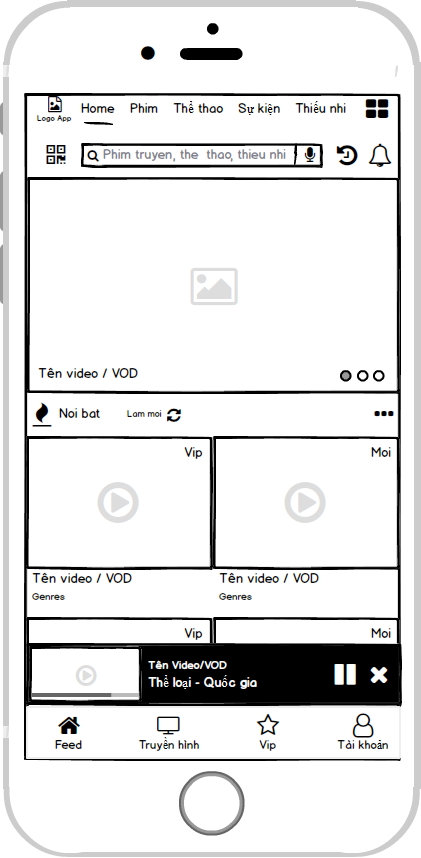 Home Phim Thể thao Sự kiện Thiếu nhi
Logo App
Phim truyen, the thao, thieu nhi
Tên video / VOD
Noi bat Lam moi
Vip Moi
Tên video / VOD Tên video / VOD
Genres Genres
Vip Moi
Tên Video/VOD
Thể loại - Quốc gia
Feed Truyền hình Vip Tài khoản